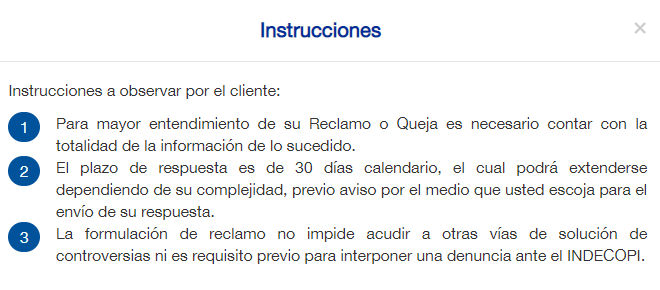 Instrucciones
×
Instrucciones a observar por el cliente:
1 Para mayor entendimiento de su Reclamo o Queja es necesario contar con la
totalidad de la información de lo sucedido.
2 El plazo de respuesta es de 30 días calendario, el cual podrá extenderse
dependiendo de su complejidad, previo aviso por el medio que usted escoja para el
envío de su respuesta.
3 La formulación de reclamo no impide acudir a otras vías de solución de
controversias ni es requisito previo para interponer una denuncia ante el INDECOPI.